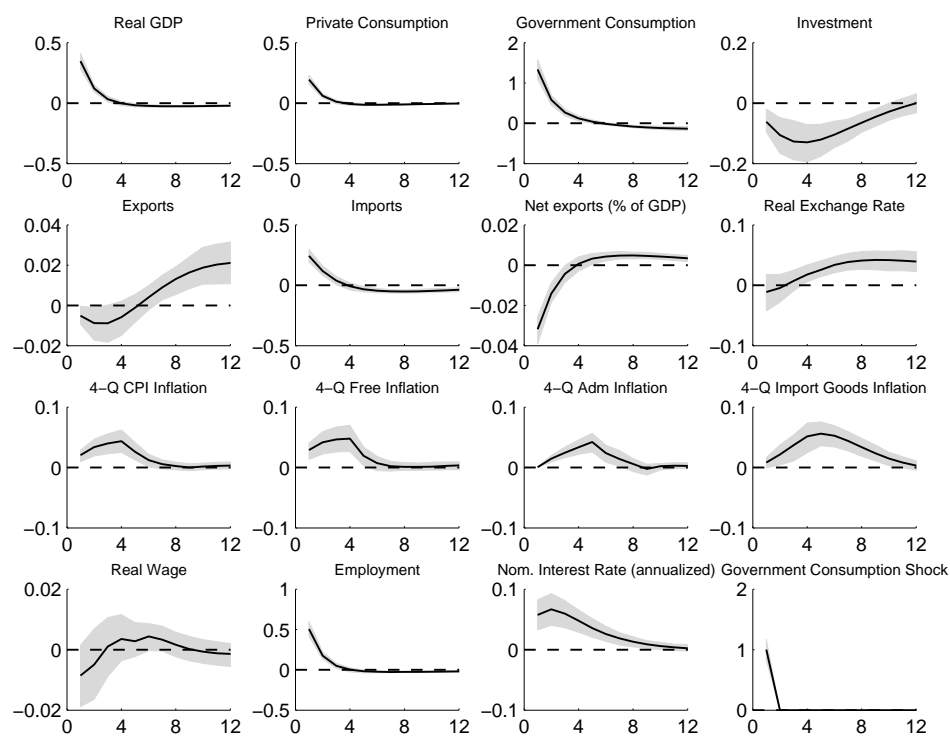 Real GDP Private Consumption Government Consumption Investment
0.5 0.5 2 0.2
1
0 0 0
0
−0.5 −0.5 −1 −0.2
0 4 8 12 0 4 8 12 0 4 8 12 0 4 8 12
Exports Imports Net exports (% of GDP) Real Exchange Rate
0.04 0.5 0.02 0.1
0.02 0
0 0
0 −0.02
−0.02 −0.5 −0.04 −0.1
0 4 8 12 0 4 8 12 0 4 8 12 0 4 8 12
4−Q CPI Inflation 4−Q Free Inflation 4−Q Adm Inflation 4−Q Import Goods Inflation
0.1 0.1 0.1 0.1
0 0 0 0
−0.1 −0.1 −0.1 −0.1
0 4 8 12 0 4 8 12 0 4 8 12 0 4 8 12
Real Wage Employment Nom. Interest Rate (annualized) Government Consumption Shock
0.02 1 0.1 2
0.5
0 0 1
0
−0.02 −0.5 −0.1 0
0 4 8 12 0 4 8 12 0 4 8 12 0 4 8 12